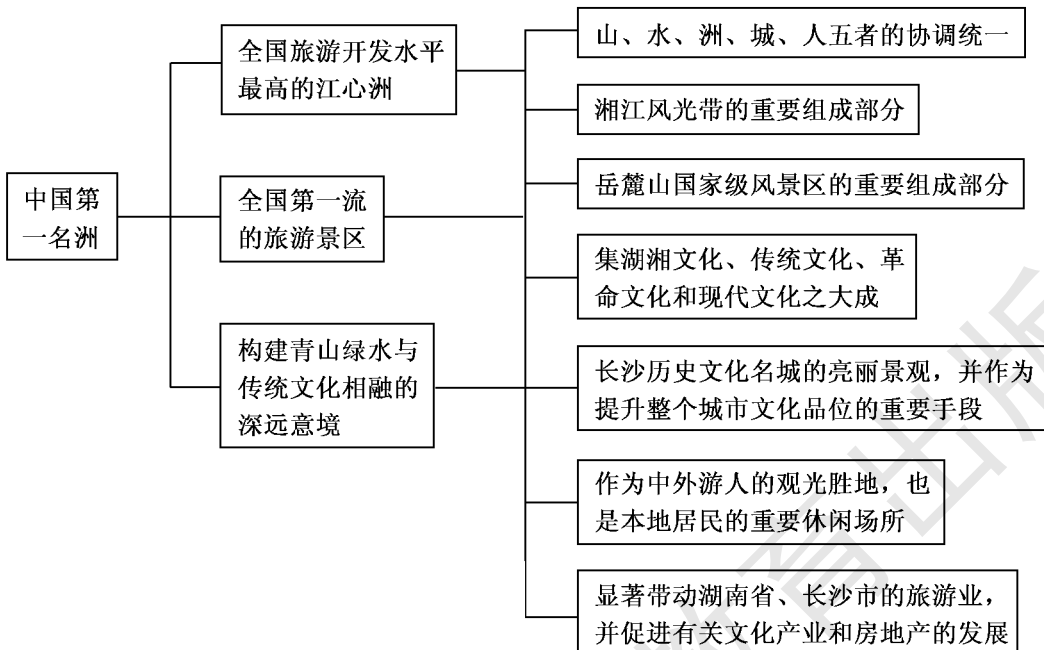 中国第
一名洲
全国旅游开发水平
最高的江心洲
全国第一流
的旅游景区
构建青山绿水与
传统文化相融的
深远意境
山、水、洲、城、人五者的协调统一
湘江风光带的重要组成部分
岳麓山国家级风景区的重要组成部分
集湖湘文化、传统文化、革
命文化和现代文化之大成
长沙历史文化名城的亮丽景观，并作为
提升整个城市文化品位的重要手段
作为中外游人的观光胜地，也
是本地居民的重要休闲场所
显著带动湖南省、长沙市的旅游业，
并促进有关文化产业和房地产的发展
教育出版